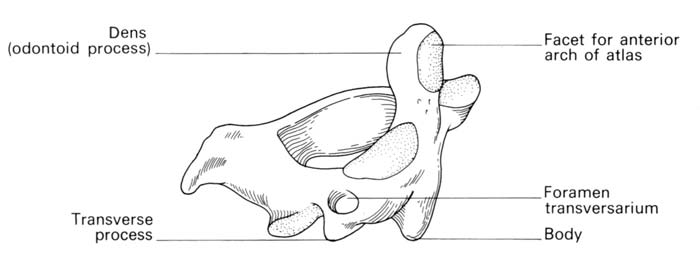 Dens
(odontoid process)
Facet for anterior
arch of atlas
Foramen
transversarium
Transverse
process
Body